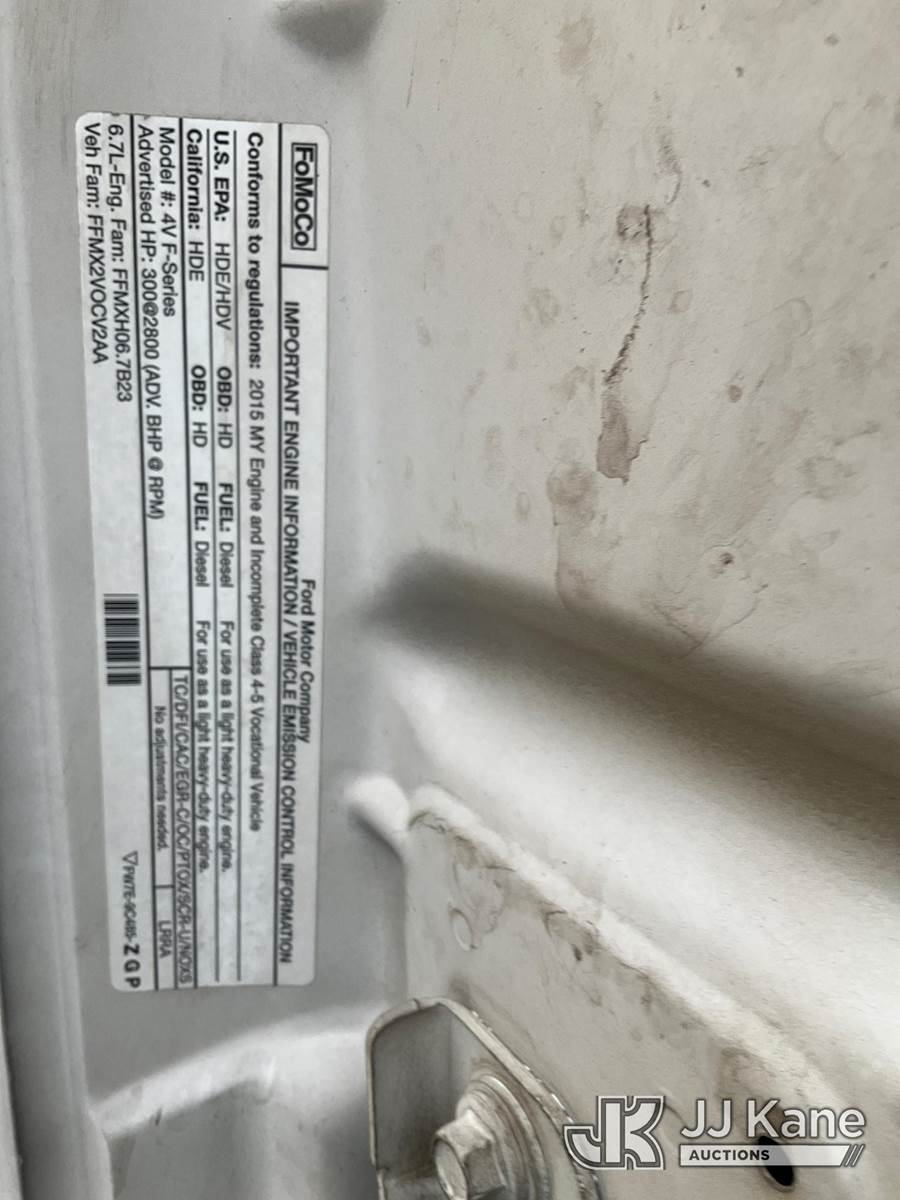 FoMoCo
Ford Motor Company
IMPORTANT ENGINE INFORMATION / VEHICLE EMISSION CONTROL INFORMATION
Conforms to regulations: 2015 MY Engine and Incomplete Class 4-5 Vocational Vehicle
U.S. EPA: HDE/HDV OBD: HD FUEL: Diesel For use as a light heavy-duty engine.
California: HDE OBD: HD FUEL: Diesel For use as a light heavy-duty engine.
Model #: 4V F-Series
TC/DFI/CAC/EGR-C/OC/PTOX/SCR-U/NOXS
Advertised HP: 300@2800 (ADV. BHP @ RPM)
No adjustments needed. LRRA
6.7L-Eng. Fam: FFMXH06.7B23
Veh Fam: FFMX2VOCV2AA
ZGP
JK JJ Kane
AUCTIONS